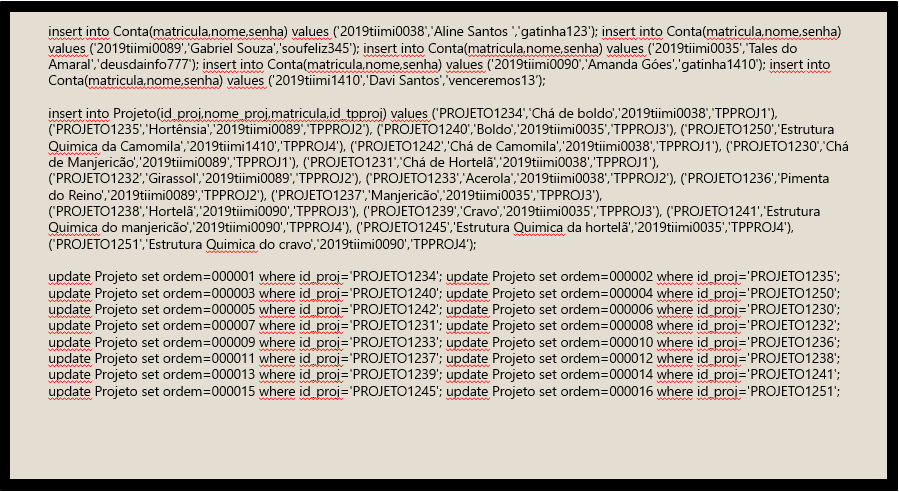 insert into Conta(matricula,nome,senha) values ('2019tiimi0038','Aline Santos ','gatinha123'); insert into Conta(matricula,nome,senha)
values ('2019tiimi0089','Gabriel Souza','soufeliz345'); insert into Conta(matricula,nome,senha) values ('2019tiimi0035','Tales do
Amaral','deusdainfo777'); insert into Conta(matricula,nome,senha) values ('2019tiimi0090','Amanda Góes','gatinha1410'); insert into
Conta(matricula,nome,senha) values ('2019tiimi1410','Davi Santos','venceremos13');
insert into Projeto(id_proj,nome_proj,matricula,id_tpproj) values ('PROJETO1234','Chá de boldo','2019tiimi0038','TPPROJ1'),
('PROJETO1235','Hortênsia','2019tiimi0089','TPPROJ2'), ('PROJETO1240','Boldo','2019tiimi0035','TPPROJ3'), ('PROJETO1250','Estrutura
Quimica da Camomila','2019tiimi1410','TPPROJ4'), ('PROJETO1242','Chá de Camomila','2019tiimi0038','TPPROJ1'), ('PROJETO1230','Chá
de Manjericão','2019tiimi0089','TPPROJ1'), ('PROJETO1231','Chá de Hortelã','2019tiimi0038','TPPROJ1'),
('PROJETO1232','Girassol','2019tiimi0089','TPPROJ2'), ('PROJETO1233','Acerola','2019tiimi0038','TPPROJ2'), ('PROJETO1236','Pimenta
do Reino','2019tiimi0089','TPPROJ2'), ('PROJETO1237','Manjericão','2019tiimi0035','TPPROJ3'),
('PROJETO1238','Hortelã','2019tiimi0090','TPPROJ3'), ('PROJETO1239','Cravo','2019tiimi0035','TPPROJ3'), ('PROJETO1241','Estrutura
Quimica do manjericão','2019tiimi0090','TPPROJ4'), ('PROJETO1245','Estrutura Quimica da hortelã','2019tiimi0035','TPPROJ4'),
('PROJETO1251','Estrutura Quimica do cravo','2019tiimi0090','TPPROJ4');
update Projeto set ordem=000001 where id_proj='PROJETO1234'; update Projeto set ordem=000002 where id_proj='PROJETO1235';
update Projeto set ordem=000003 where id_proj='PROJETO1240'; update Projeto set ordem=000004 where id_proj='PROJETO1250';
update Projeto set ordem=000005 where id_proj='PROJETO1242'; update Projeto set ordem=000006 where id_proj='PROJETO1230';
update Projeto set ordem=000007 where id_proj='PROJETO1231'; update Projeto set ordem=000008 where id_proj='PROJETO1232';
update Projeto set ordem=000009 where id_proj='PROJETO1233'; update Projeto set ordem=000010 where id_proj='PROJETO1236';
update Projeto set ordem=000011 where id_proj='PROJETO1237'; update Projeto set ordem=000012 where id_proj='PROJETO1238';
update Projeto set ordem=000013 where id_proj='PROJETO1239'; update Projeto set ordem=000014 where id_proj='PROJETO1241';
update Projeto set ordem=000015 where id_proj='PROJETO1245'; update Projeto set ordem=000016 where id_proj='PROJETO1251';